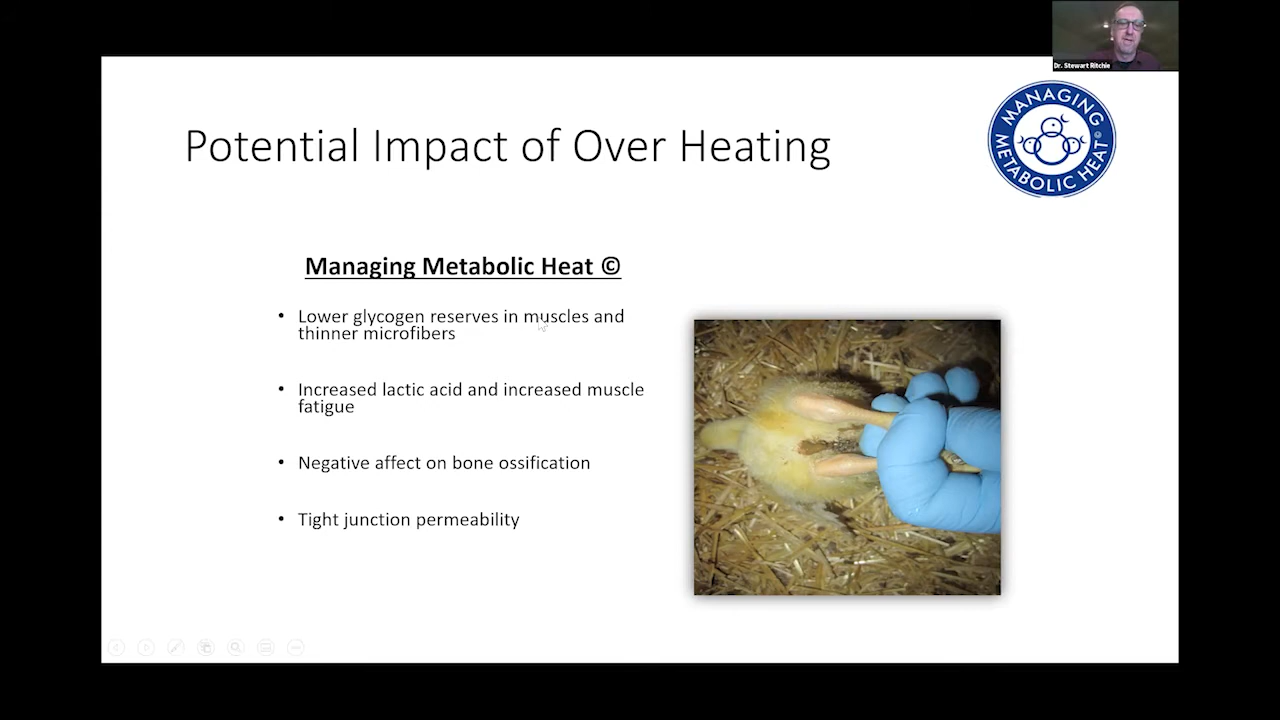 Dr. Stewart Ritchie
MANAGING
METABOLIC HEAT ©
Potential Impact of Over Heating
Managing Metabolic Heat ©
• Lower glycogen reserves in muscles and
thinner microfibers
• Increased lactic acid and increased muscle
fatigue
• Negative affect on bone ossification
• Tight junction permeability